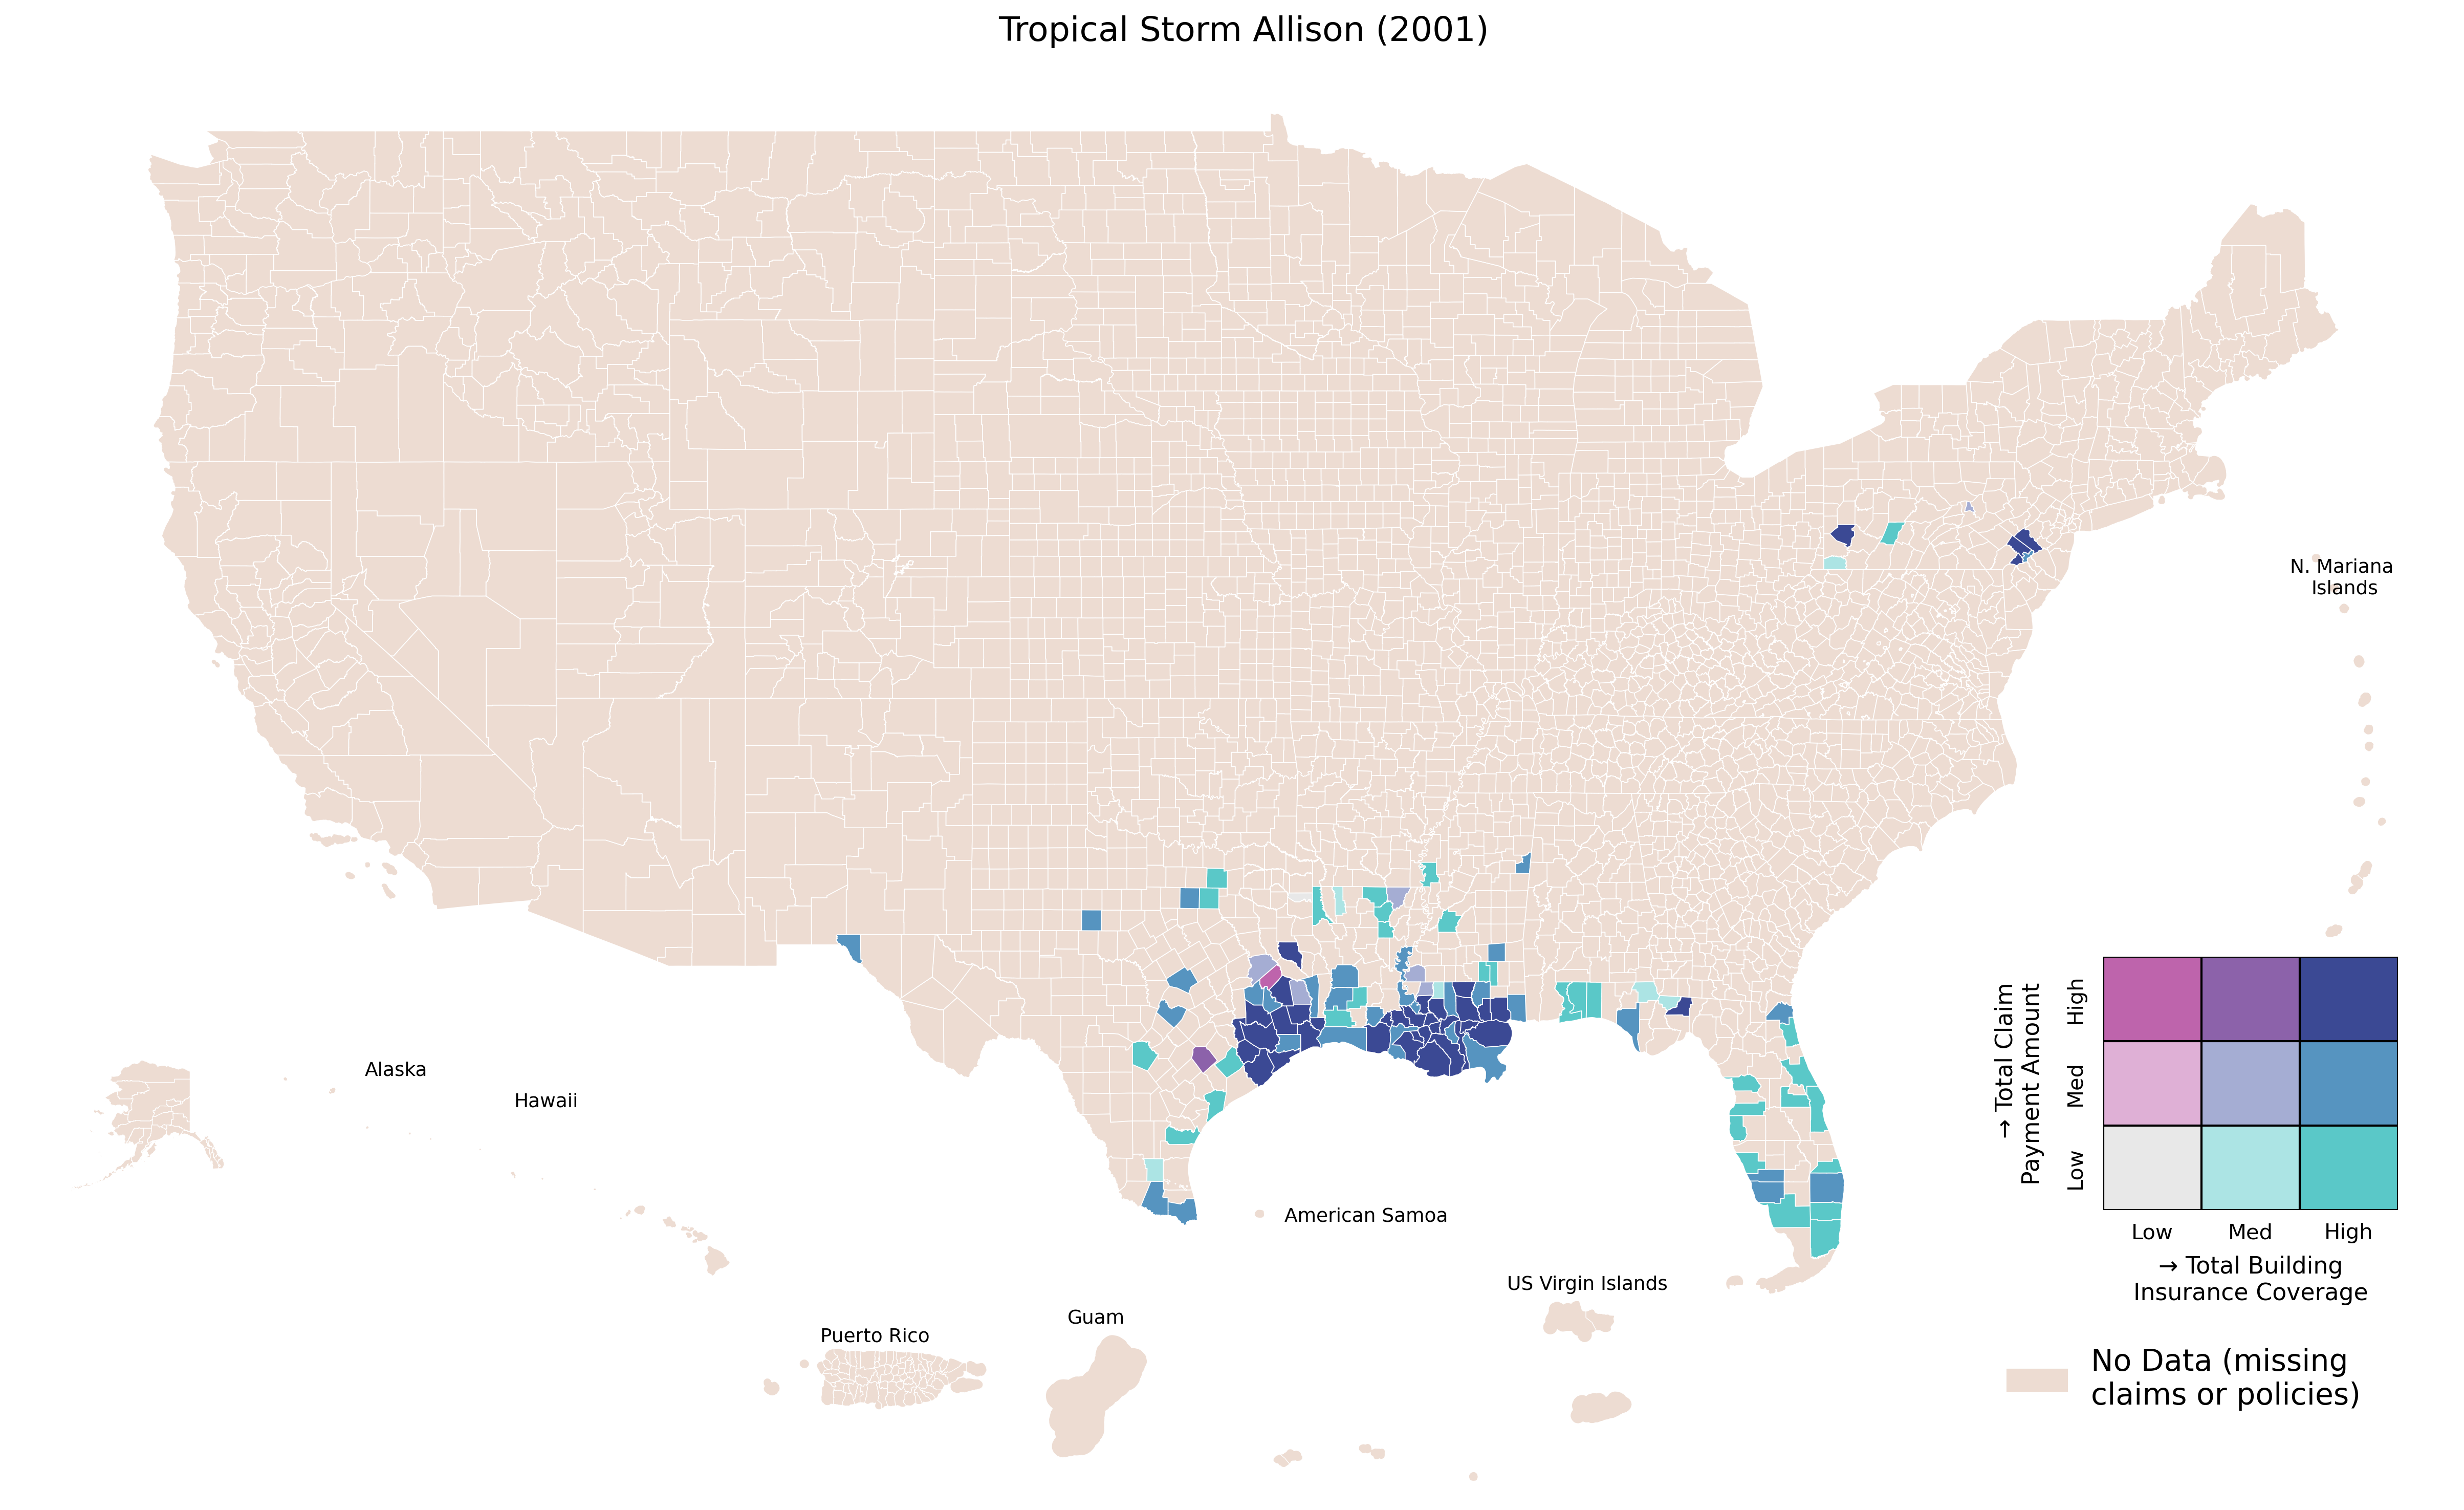 Tropical Storm Allison (2001)
N. Mariana
Islands
Alaska
Hawaii
American Samoa
US Virgin Islands
Guam
Puerto Rico
→ Total Claim
Payment Amount
High
Med
Low
Low Med High
→ Total Building
Insurance Coverage
No Data (missing
claims or policies)